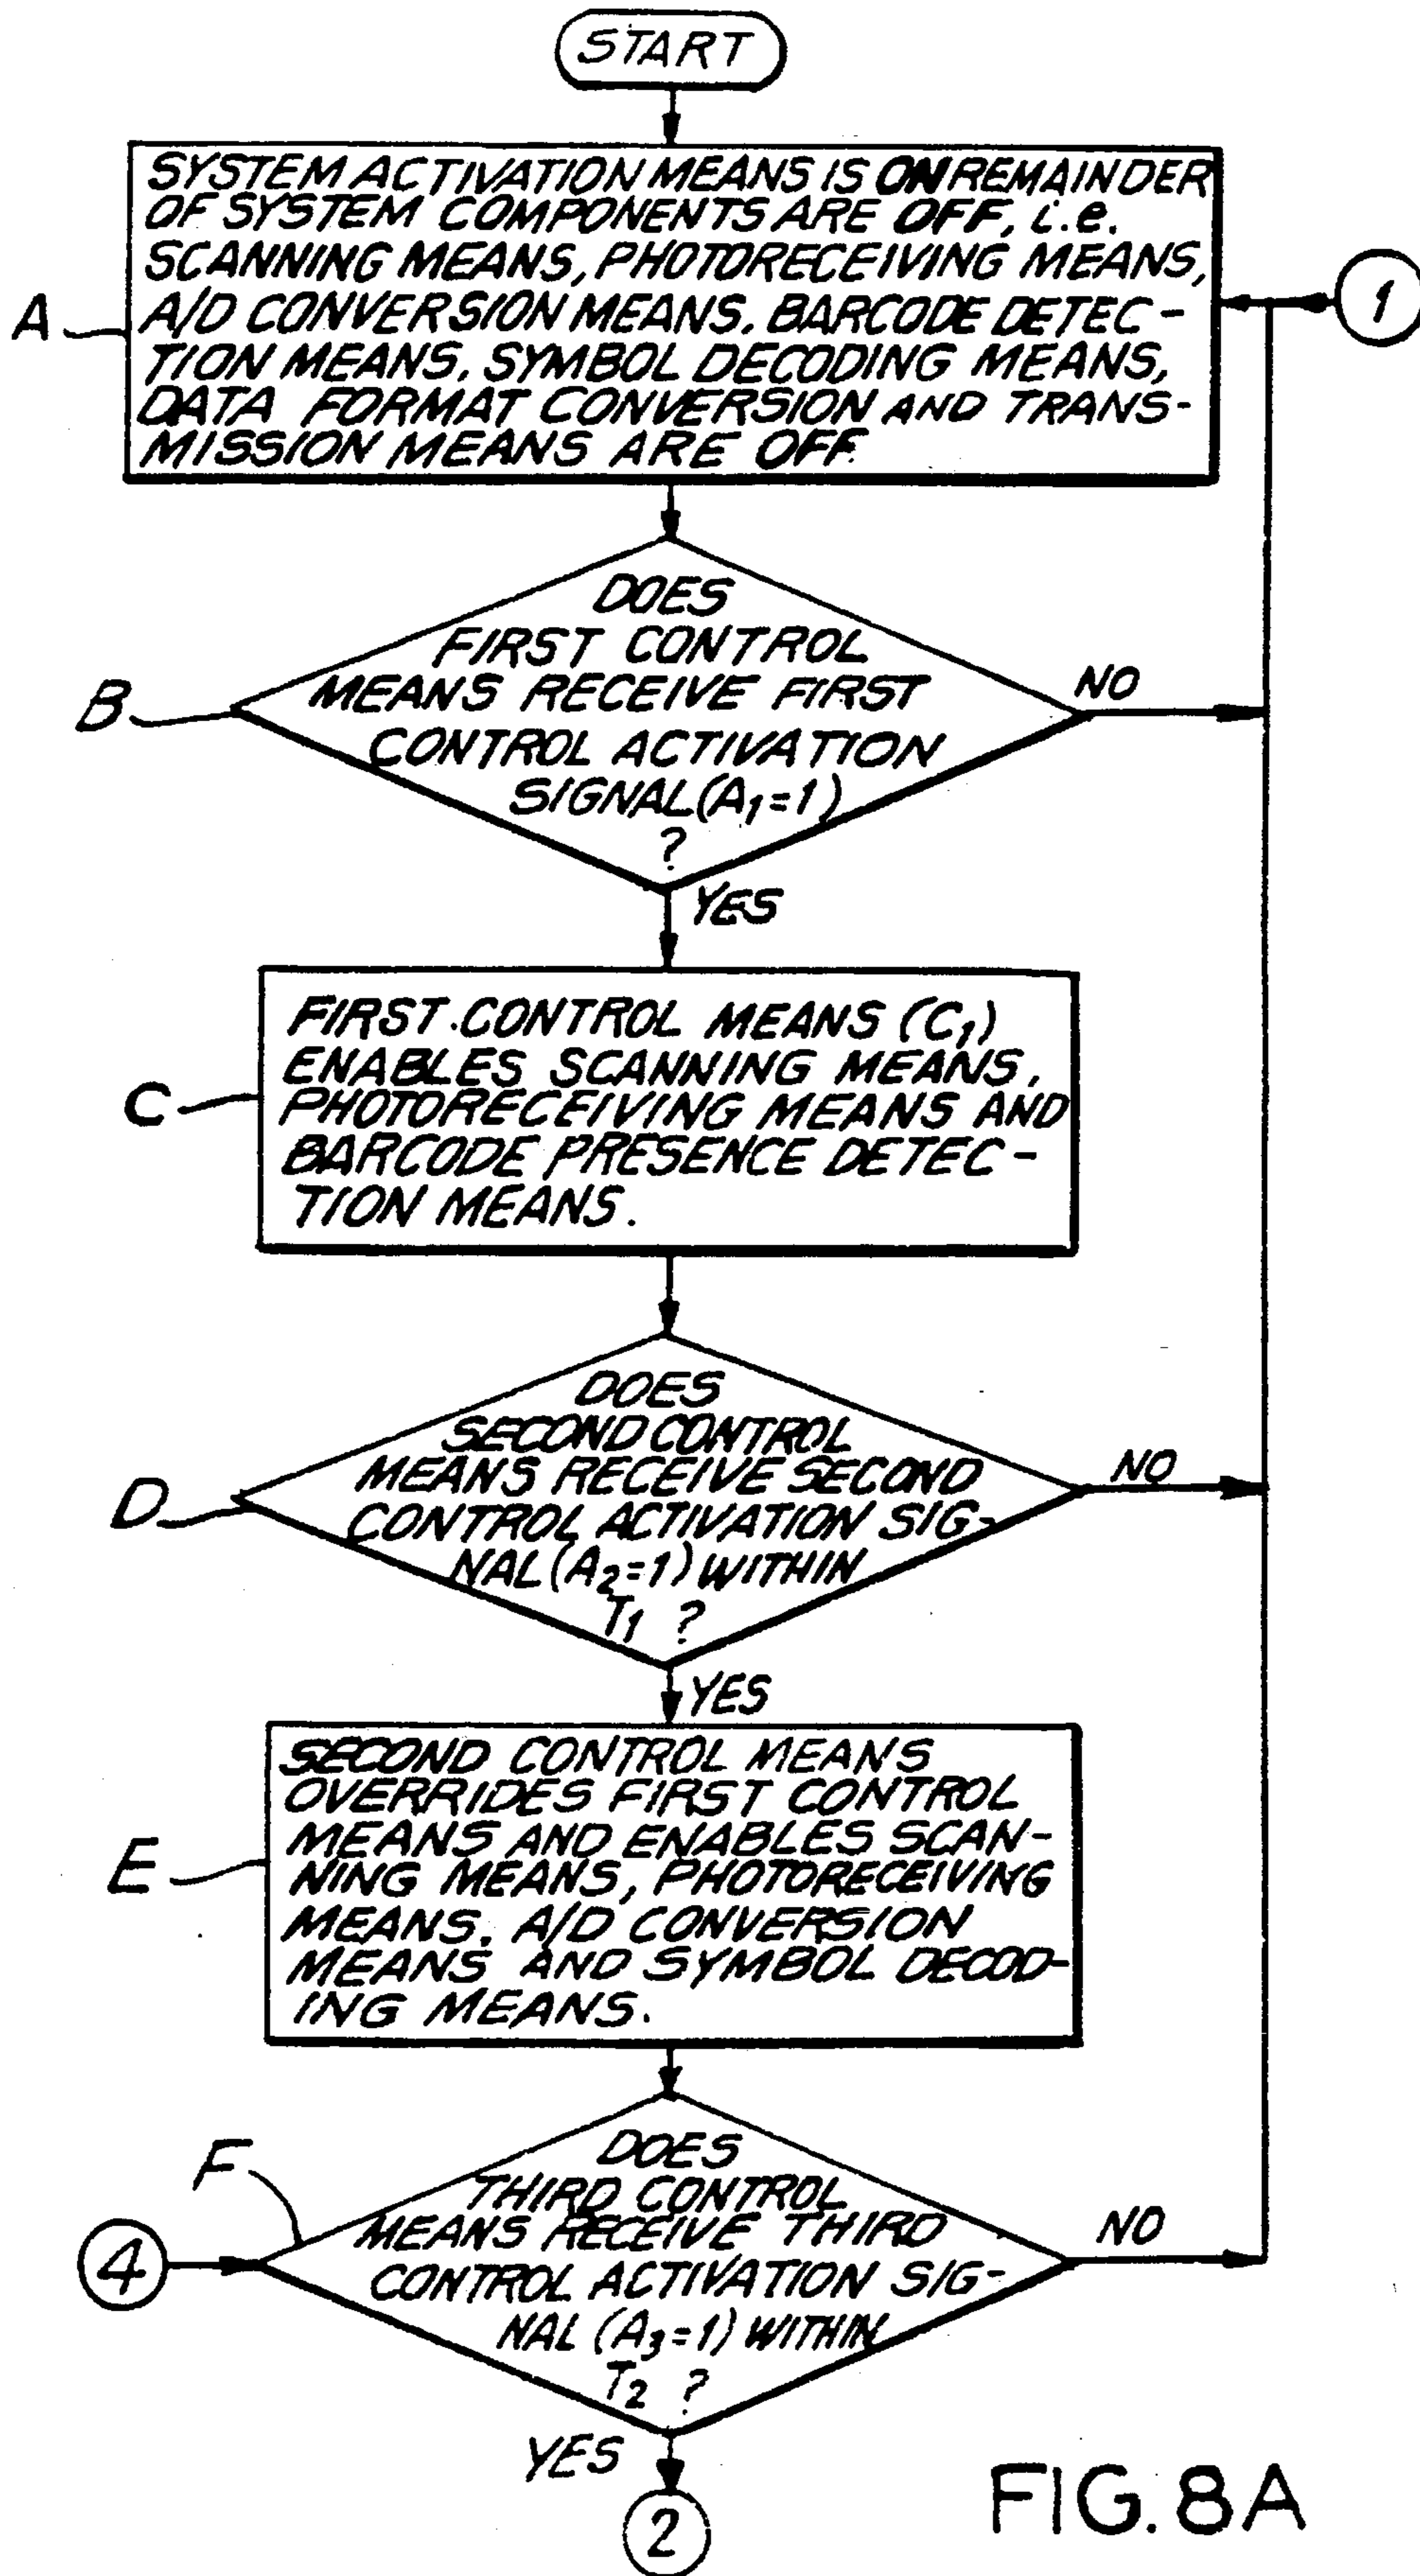 START
SYSTEM ACTIVATION MEANS IS ON REMAINDER
OF SYSTEM COMPONENTS ARE OFF, i.e.
SCANNING MEANS, PHOTORECEIVING MEANS,
A/D CONVERSION MEANS. BARCODE DETEC-
TION MEANS, SYMBOL DECODING MEANS,
DATA FORMAT CONVERSION AND TRANS-
MISSION MEANS ARE OFF.
A
1
DOES
FIRST CONTROL
MEANS RECEIVE FIRST
CONTROL ACTIVATION
SIGNAL (A₁=1)
?
B
NO
YES
FIRST CONTROL MEANS (C₁)
ENABLES SCANNING MEANS,
PHOTORECEIVING MEANS AND
BARCODE PRESENCE DETEC-
TION MEANS.
C
DOES
SECOND CONTROL
MEANS RECEIVE SECOND
CONTROL ACTIVATION SIG-
NAL (A₂=1) WITHIN
T₁ ?
D
NO
YES
SECOND CONTROL MEANS
OVERRIDES FIRST CONTROL
MEANS AND ENABLES SCAN-
NING MEANS, PHOTORECEIVING
MEANS, A/D CONVERSION
MEANS AND SYMBOL DECOD-
ING MEANS.
E
F
DOES
THIRD CONTROL
MEANS RECEIVE THIRD
CONTROL ACTIVATION SIG-
NAL (A₃=1) WITHIN
T₂ ?
4
NO
YES
2
FIG. 8A